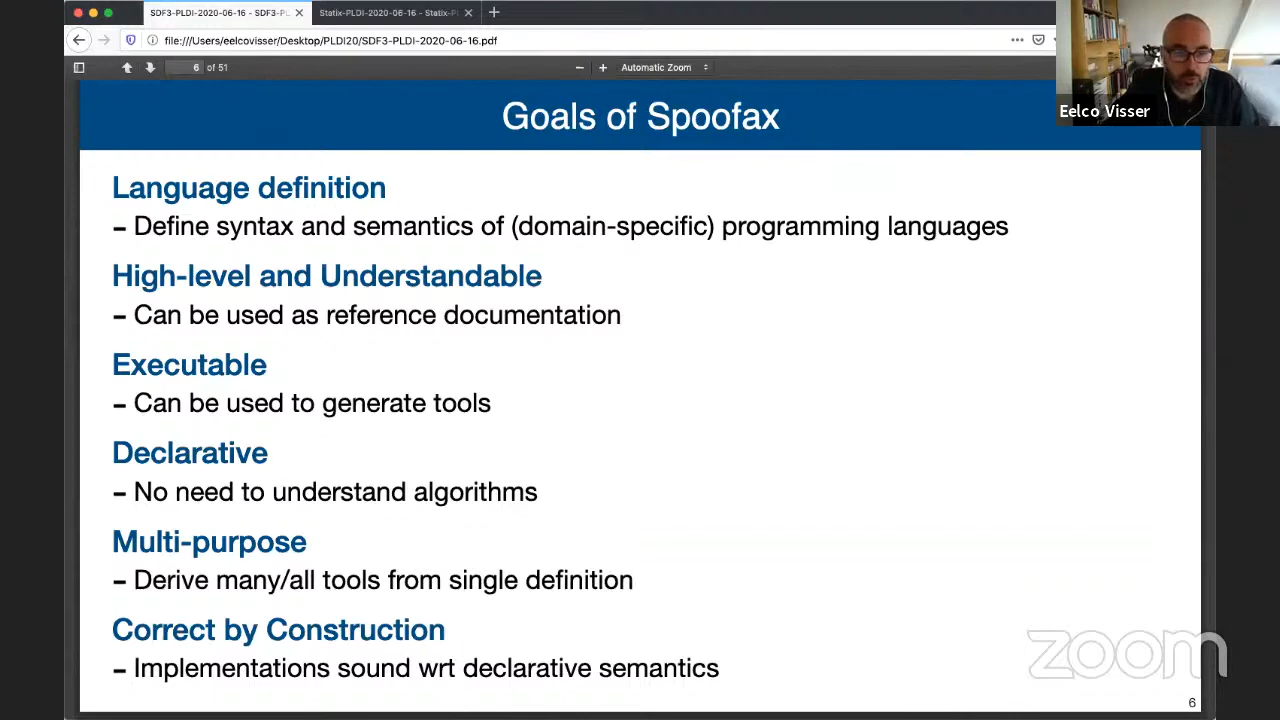 SDF3-PLDI-2020-06-16 - SDF3-PL
Statix-PLDI-2020-06-16 - Statix-P
file:///Users/eelcovisser/Desktop/PLDI20/SDF3-PLDI-2020-06-16.pdf
6 of 51
Automatic Zoom
Eelco Visser
Goals of Spoofax
Language definition
– Define syntax and semantics of (domain-specific) programming languages
High-level and Understandable
– Can be used as reference documentation
Executable
– Can be used to generate tools
Declarative
– No need to understand algorithms
Multi-purpose
– Derive many/all tools from single definition
Correct by Construction
– Implementations sound wrt declarative semantics
zoom
6